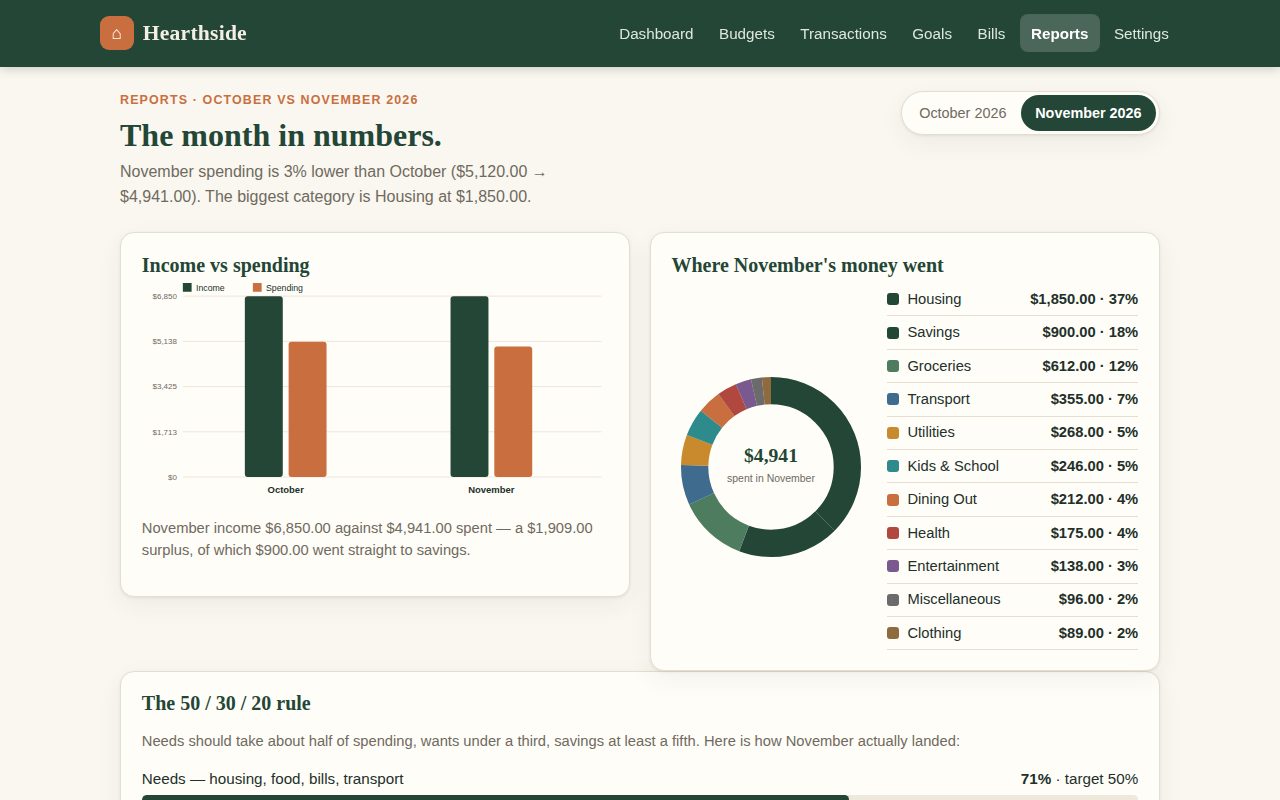 Hearthside
Dashboard
Budgets
Transactions
Goals
Bills
Reports
Settings
REPORTS · OCTOBER VS NOVEMBER 2026
October 2026
November 2026
The month in numbers.
November spending is 3% lower than October ($5,120.00 →
$4,941.00). The biggest category is Housing at $1,850.00.
Income vs spending
Income
Spending
$6,850
$5,138
$3,425
$1,713
$0
October
November
November income $6,850.00 against $4,941.00 spent — a $1,909.00
surplus, of which $900.00 went straight to savings.
Where November's money went
$4,941
spent in November
Housing $1,850.00 · 37%
Savings $900.00 · 18%
Groceries $612.00 · 12%
Transport $355.00 · 7%
Utilities $268.00 · 5%
Kids & School $246.00 · 5%
Dining Out $212.00 · 4%
Health $175.00 · 4%
Entertainment $138.00 · 3%
Miscellaneous $96.00 · 2%
Clothing $89.00 · 2%
The 50 / 30 / 20 rule
Needs should take about half of spending, wants under a third, savings at least a fifth. Here is how November actually landed:
Needs — housing, food, bills, transport 71% · target 50%